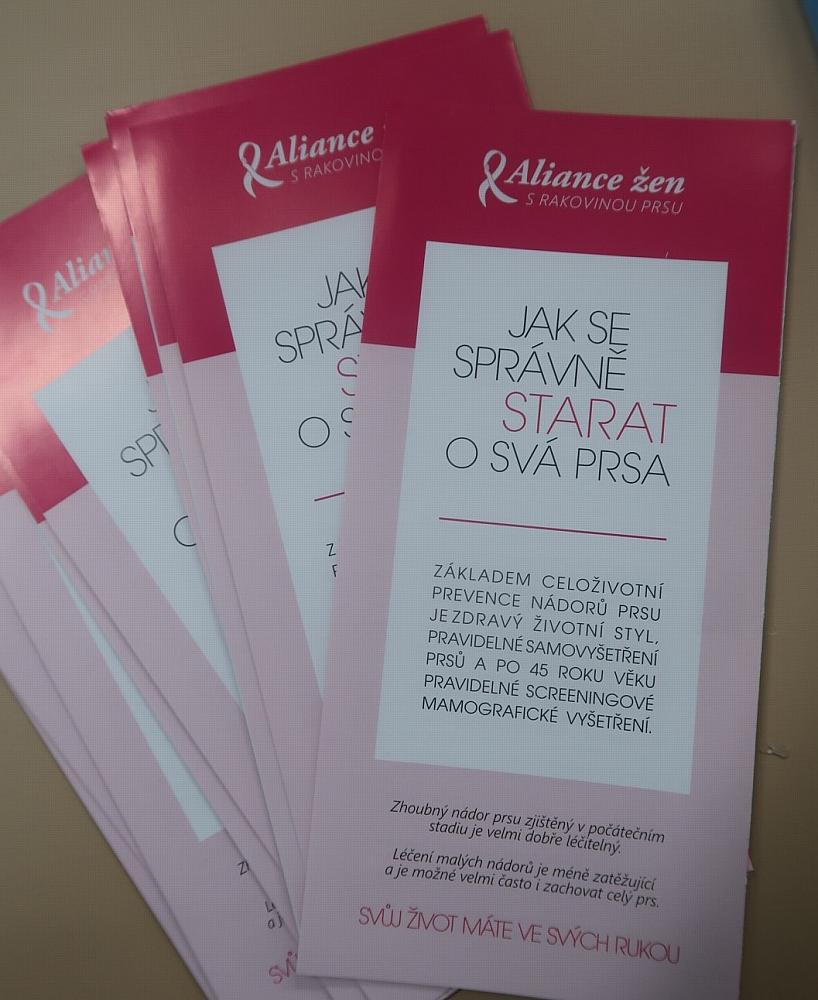 Aliance žen
S RAKOVINOU PRSU
JAK SE
SPRÁVNĚ
STARAT
O SVÁ PRSA
ZÁKLADEM CELOŽIVOTNÍ
PREVENCE NÁDORŮ PRSU
JE ZDRAVÝ ŽIVOTNÍ STYL,
PRAVIDELNÉ SAMOVYŠETŘENÍ
PRSŮ A PO 45 ROKU VĚKU
PRAVIDELNÉ SCREENINGOVÉ
MAMOGRAFICKÉ VYŠETŘENÍ.
Zhoubný nádor prsu zjištěný v počátečním
stadiu je velmi dobře léčitelný.
Léčení malých nádorů je méně zatěžující
a je možné velmi často i zachovat celý prs.
SVŮJ ŽIVOT MÁTE VE SVÝCH RUKOU
Aliance
S
O